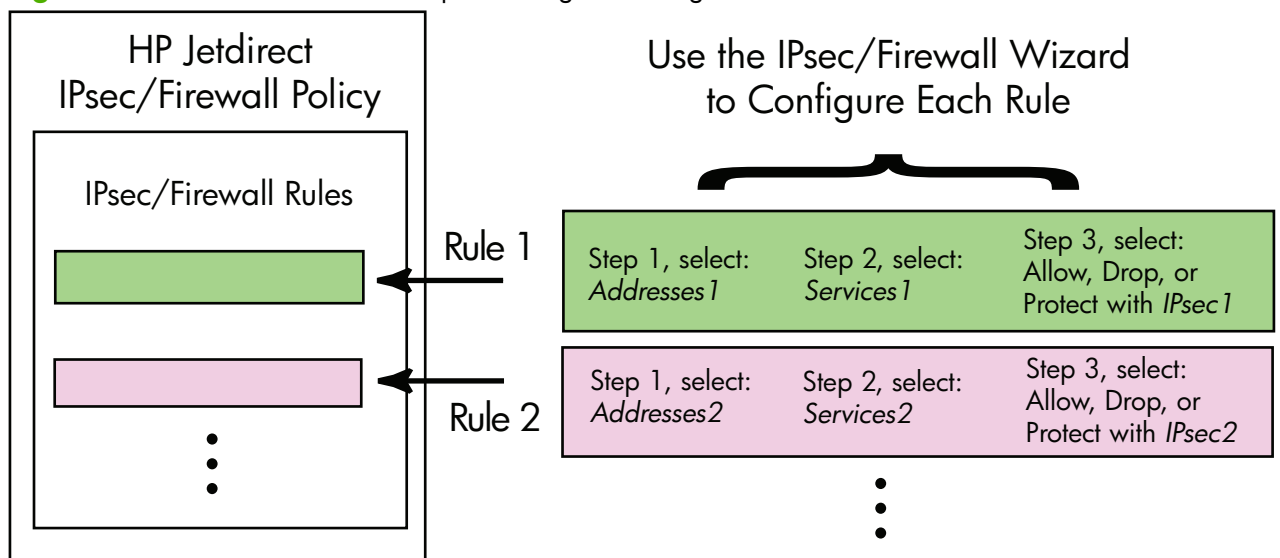 HP Jetdirect
IPsec/Firewall Policy
IPsec/Firewall Rules
Use the IPsec/Firewall Wizard
to Configure Each Rule
Rule 1
Step 1, select:
Addresses1
Step 2, select:
Services1
Step 3, select:
Allow, Drop, or
Protect with IPsec1
Rule 2
Step 1, select:
Addresses2
Step 2, select:
Services2
Step 3, select:
Allow, Drop, or
Protect with IPsec2